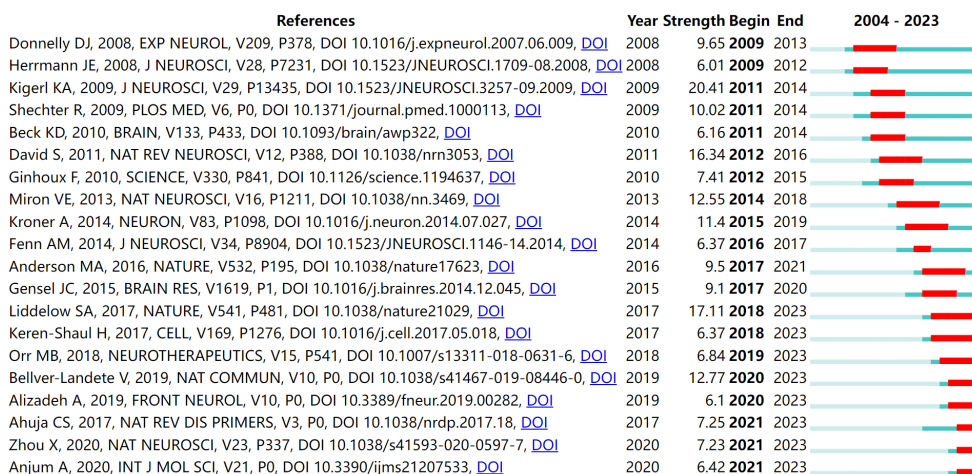 References Year Strength Begin End 2004 - 2023
Donnelly DJ, 2008, EXP NEUROL, V209, P378, DOI 10.1016/j.expneurol.2007.06.009, DOI 2008 9.65 2009 2013
Herrmann JE, 2008, J NEUROSCI, V28, P7231, DOI 10.1523/JNEUROSCI.1709-08.2008, DOI 2008 6.01 2009 2012
Kigerl KA, 2009, J NEUROSCI, V29, P13435, DOI 10.1523/JNEUROSCI.3257-09.2009, DOI 2009 20.41 2011 2014
Shechter R, 2009, PLOS MED, V6, P0, DOI 10.1371/journal.pmed.1000113, DOI 2009 10.02 2011 2014
Beck KD, 2010, BRAIN, V133, P433, DOI 10.1093/brain/awp322, DOI 2010 6.16 2011 2014
David S, 2011, NAT REV NEUROSCI, V12, P388, DOI 10.1038/nrn3053, DOI 2011 16.34 2012 2016
Ginhoux F, 2010, SCIENCE, V330, P841, DOI 10.1126/science.1194637, DOI 2010 7.41 2012 2015
Miron VE, 2013, NAT NEUROSCI, V16, P1211, DOI 10.1038/nn.3469, DOI 2013 12.55 2014 2018
Kroner A, 2014, NEURON, V83, P1098, DOI 10.1016/j.neuron.2014.07.027, DOI 2014 11.4 2015 2019
Fenn AM, 2014, J NEUROSCI, V34, P8904, DOI 10.1523/JNEUROSCI.1146-14.2014, DOI 2014 6.37 2016 2017
Anderson MA, 2016, NATURE, V532, P195, DOI 10.1038/nature17623, DOI 2016 9.5 2017 2021
Gensel JC, 2015, BRAIN RES, V1619, P1, DOI 10.1016/j.brainres.2014.12.045, DOI 2015 9.1 2017 2020
Liddelow SA, 2017, NATURE, V541, P481, DOI 10.1038/nature21029, DOI 2017 17.11 2018 2023
Keren-Shaul H, 2017, CELL, V169, P1276, DOI 10.1016/j.cell.2017.05.018, DOI 2017 6.37 2018 2023
Orr MB, 2018, NEUROTHERAPEUTICS, V15, P541, DOI 10.1007/s13311-018-0631-6, DOI 2018 6.84 2019 2023
Bellver-Landete V, 2019, NAT COMMUN, V10, P0, DOI 10.1038/s41467-019-08446-0, DOI 2019 12.77 2020 2023
Alizadeh A, 2019, FRONT NEUROL, V10, P0, DOI 10.3389/fneur.2019.00282, DOI 2019 6.1 2020 2023
Ahuja CS, 2017, NAT REV DIS PRIMERS, V3, P0, DOI 10.1038/nrdp.2017.18, DOI 2017 7.25 2021 2023
Zhou X, 2020, NAT NEUROSCI, V23, P337, DOI 10.1038/s41593-020-0597-7, DOI 2020 7.23 2021 2023
Anjum A, 2020, INT J MOL SCI, V21, P0, DOI 10.3390/ijms21207533, DOI 2020 6.42 2021 2023